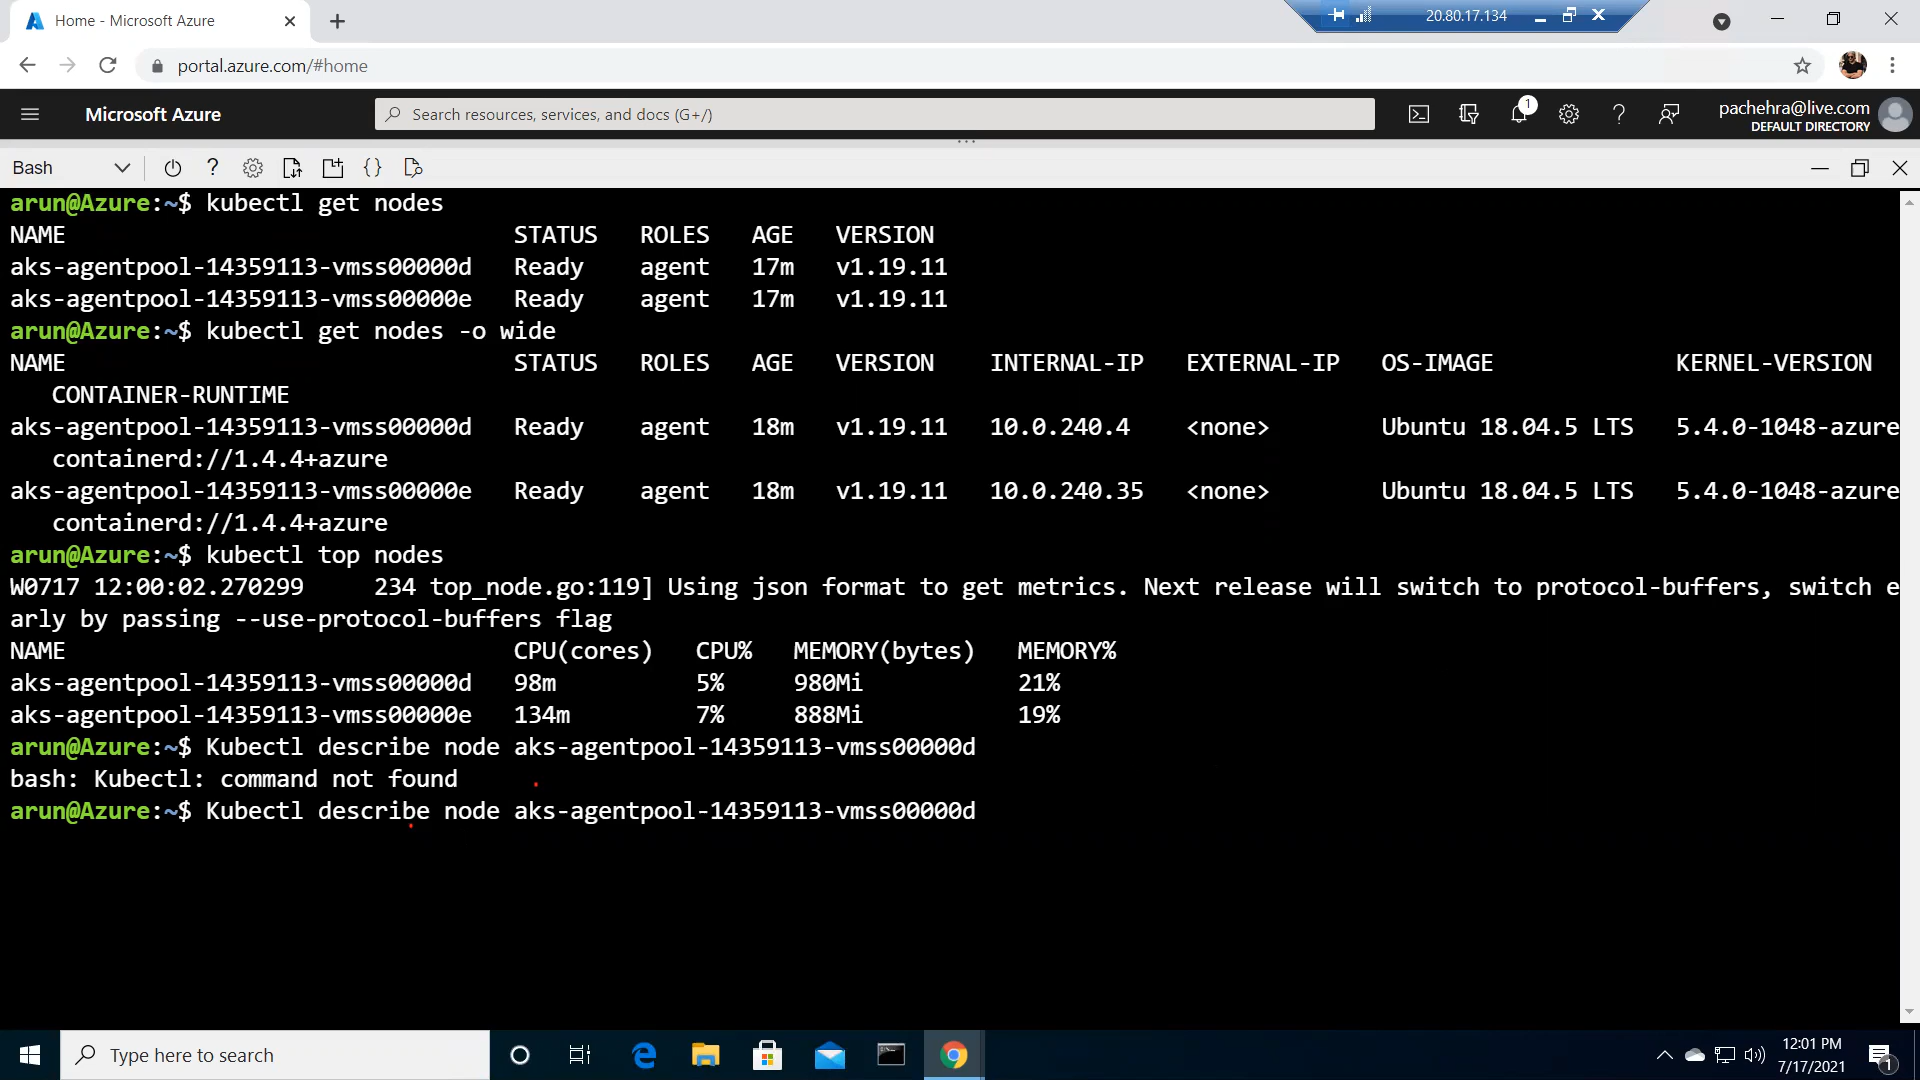 Home - Microsoft Azure
20.80.17.134
portal.azure.com/#home
Microsoft Azure
Search resources, services, and docs (G+/)
1
pachehra@live.com
DEFAULT DIRECTORY
Bash
arun@Azure:~$ kubectl get nodes
NAME STATUS ROLES AGE VERSION
aks-agentpool-14359113-vmss00000d Ready agent 17m v1.19.11
aks-agentpool-14359113-vmss00000e Ready agent 17m v1.19.11
arun@Azure:~$ kubectl get nodes -o wide
NAME STATUS ROLES AGE VERSION INTERNAL-IP EXTERNAL-IP OS-IMAGE KERNEL-VERSION
CONTAINER-RUNTIME
aks-agentpool-14359113-vmss00000d Ready agent 18m v1.19.11 10.0.240.4 <none> Ubuntu 18.04.5 LTS 5.4.0-1048-azure
containerd://1.4.4+azure
aks-agentpool-14359113-vmss00000e Ready agent 18m v1.19.11 10.0.240.35 <none> Ubuntu 18.04.5 LTS 5.4.0-1048-azure
containerd://1.4.4+azure
arun@Azure:~$ kubectl top nodes
W0717 12:00:02.270299 234 top_node.go:119] Using json format to get metrics. Next release will switch to protocol-buffers, switch e
arly by passing --use-protocol-buffers flag
NAME CPU(cores) CPU% MEMORY(bytes) MEMORY%
aks-agentpool-14359113-vmss00000d 98m 5% 980Mi 21%
aks-agentpool-14359113-vmss00000e 134m 7% 888Mi 19%
arun@Azure:~$ Kubectl describe node aks-agentpool-14359113-vmss00000d
bash: Kubectl: command not found
arun@Azure:~$ Kubectl describe node aks-agentpool-14359113-vmss00000d
Type here to search
12:01 PM
7/17/2021
1